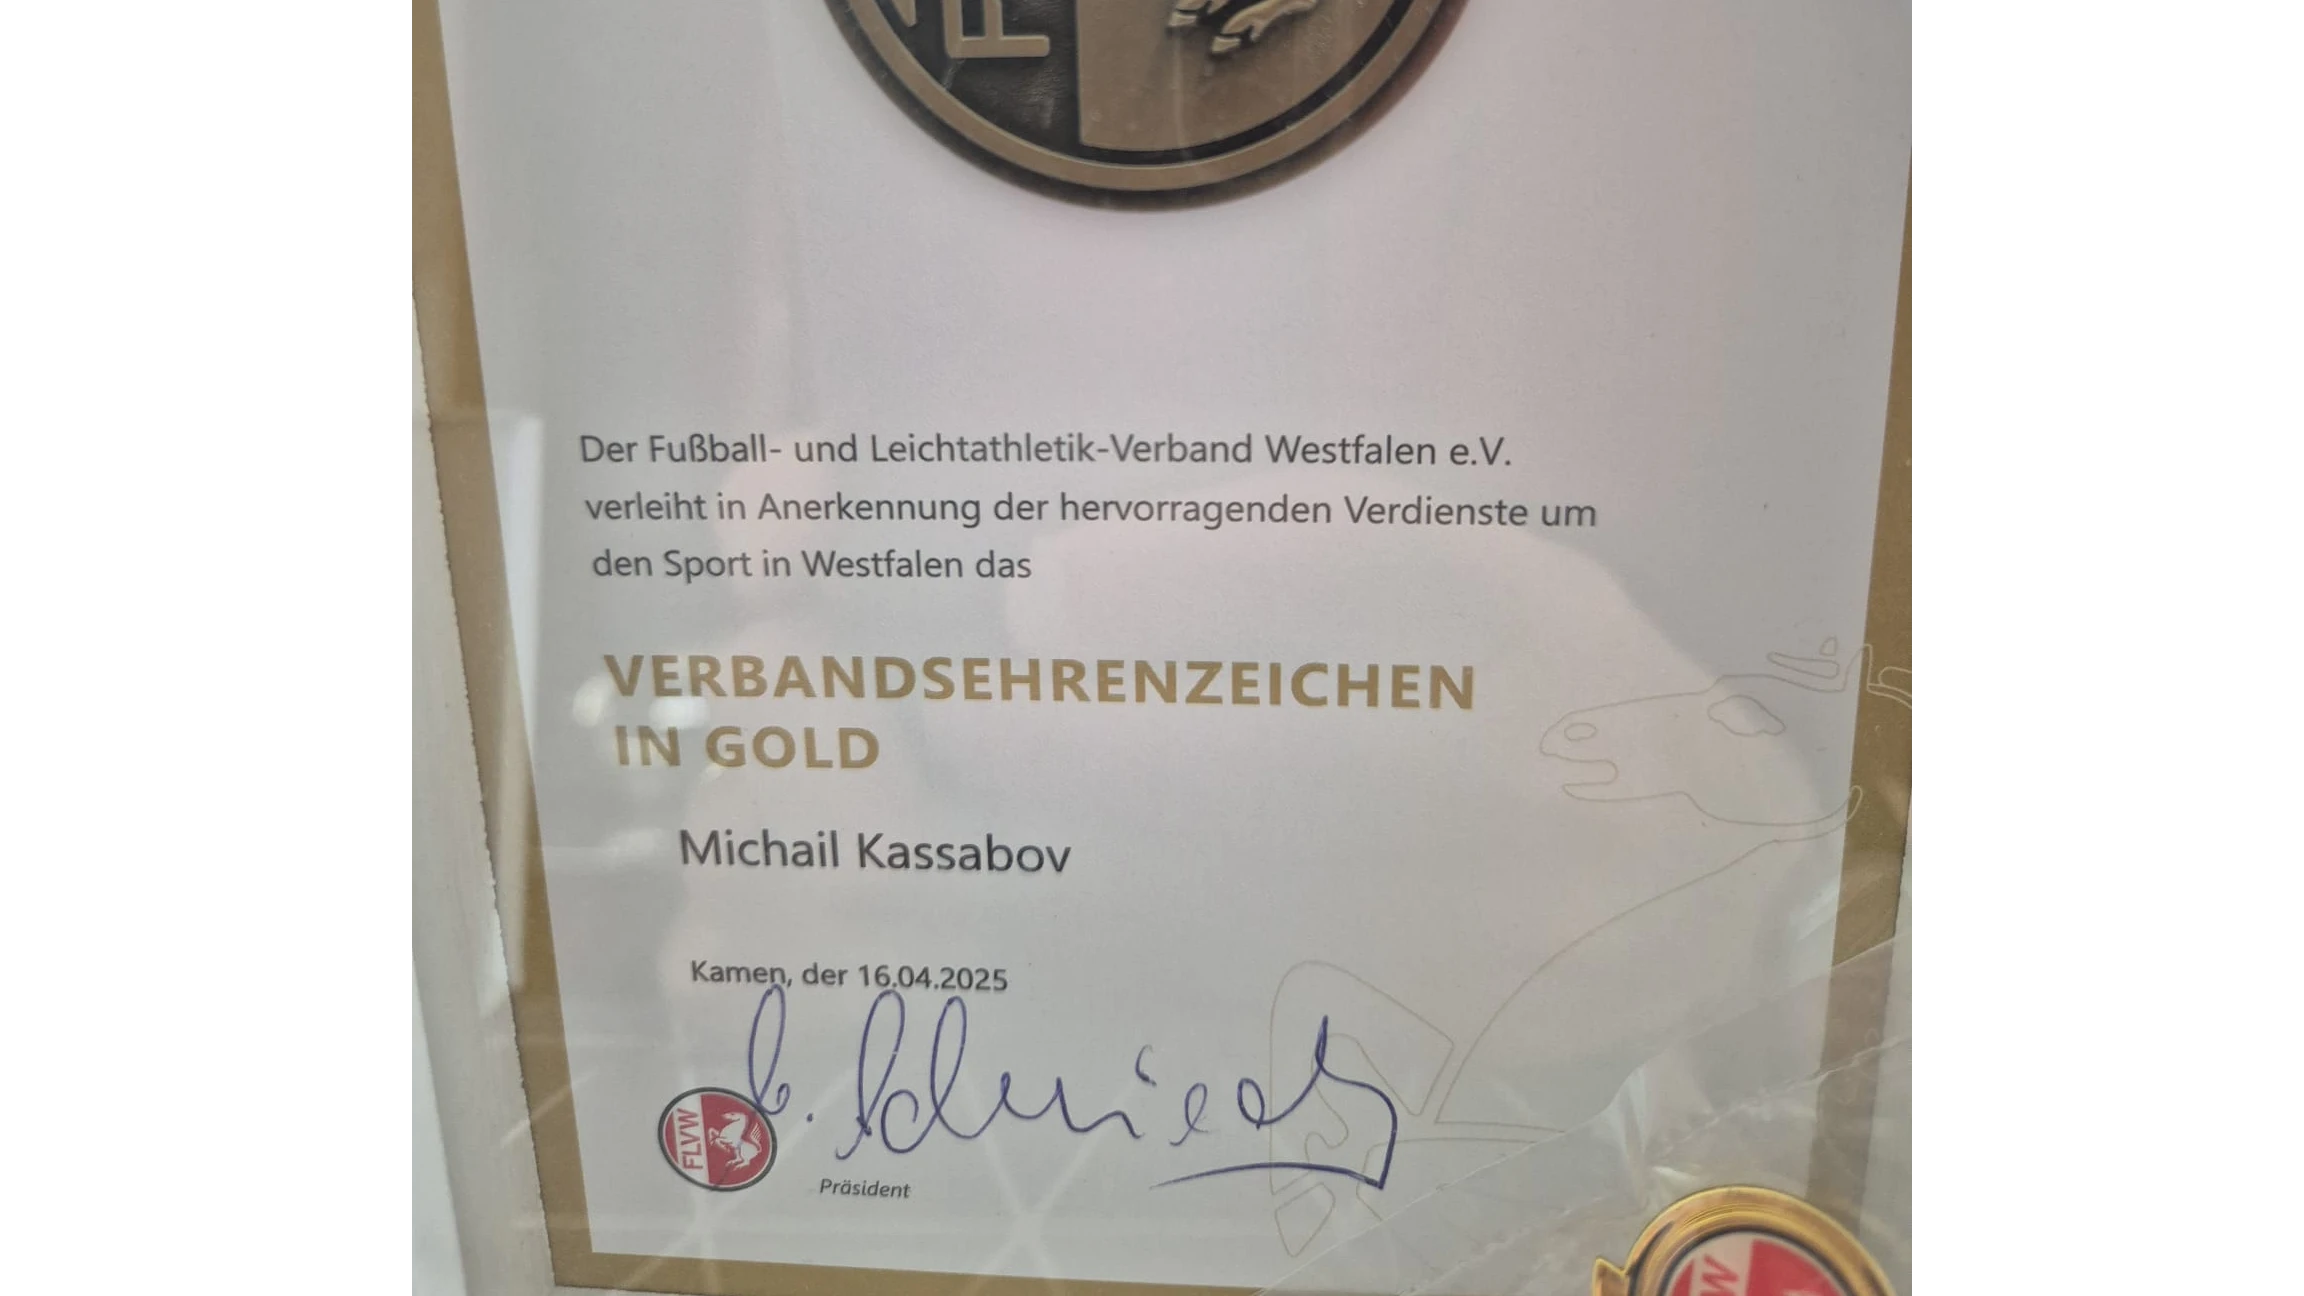 F
Der Fußball- und Leichtathletik-Verband Westfalen e.V.
verleiht in Anerkennung der hervorragenden Verdienste um
den Sport in Westfalen das
VERBANDSEHRENZEICHEN
IN GOLD
Michail Kassabov
Kamen, der 16.04.2025
FLVW
Präsident
W